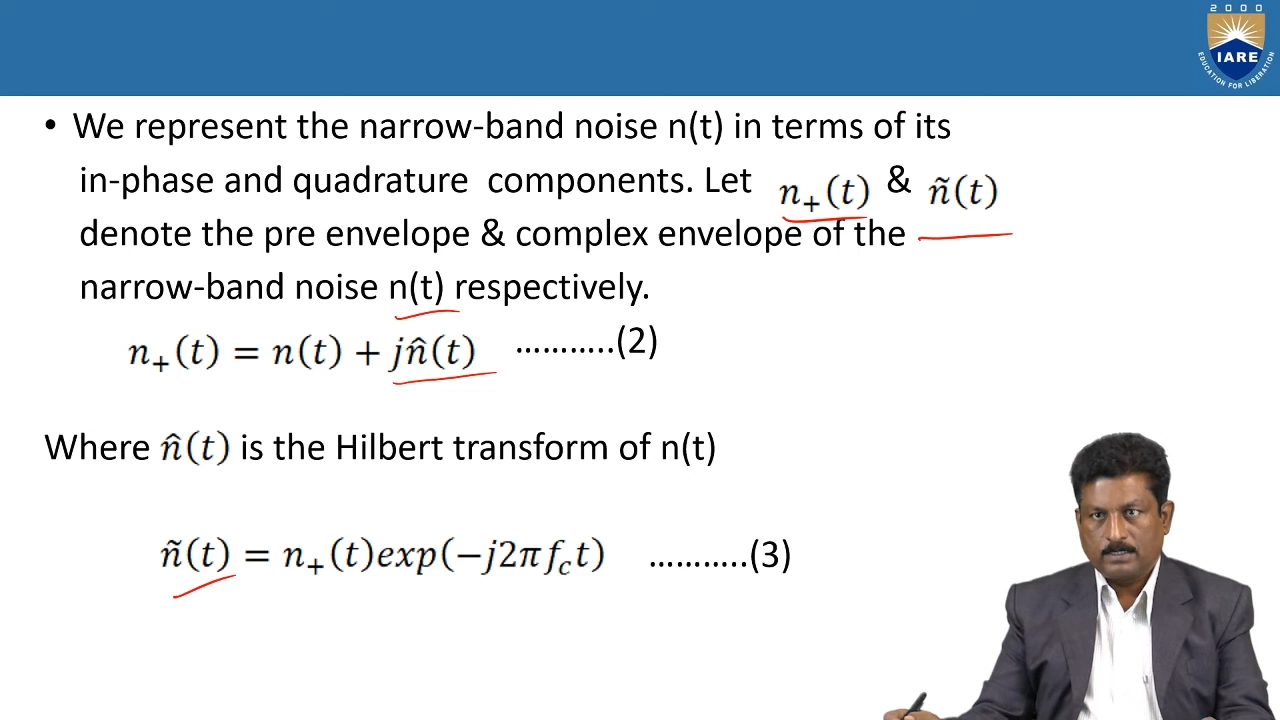 2000
IARE
EDUCATION FOR LIBERATION
• We represent the narrow-band noise n(t) in terms of its
in-phase and quadrature components. Let n₊(t) & ñ(t)
denote the pre envelope & complex envelope of the
narrow-band noise n(t) respectively.
n₊(t) = n(t) + jn̂(t) ………..(2)
Where n̂(t) is the Hilbert transform of n(t)
ñ(t) = n₊(t)exp(−j2πf_c t) ………..(3)